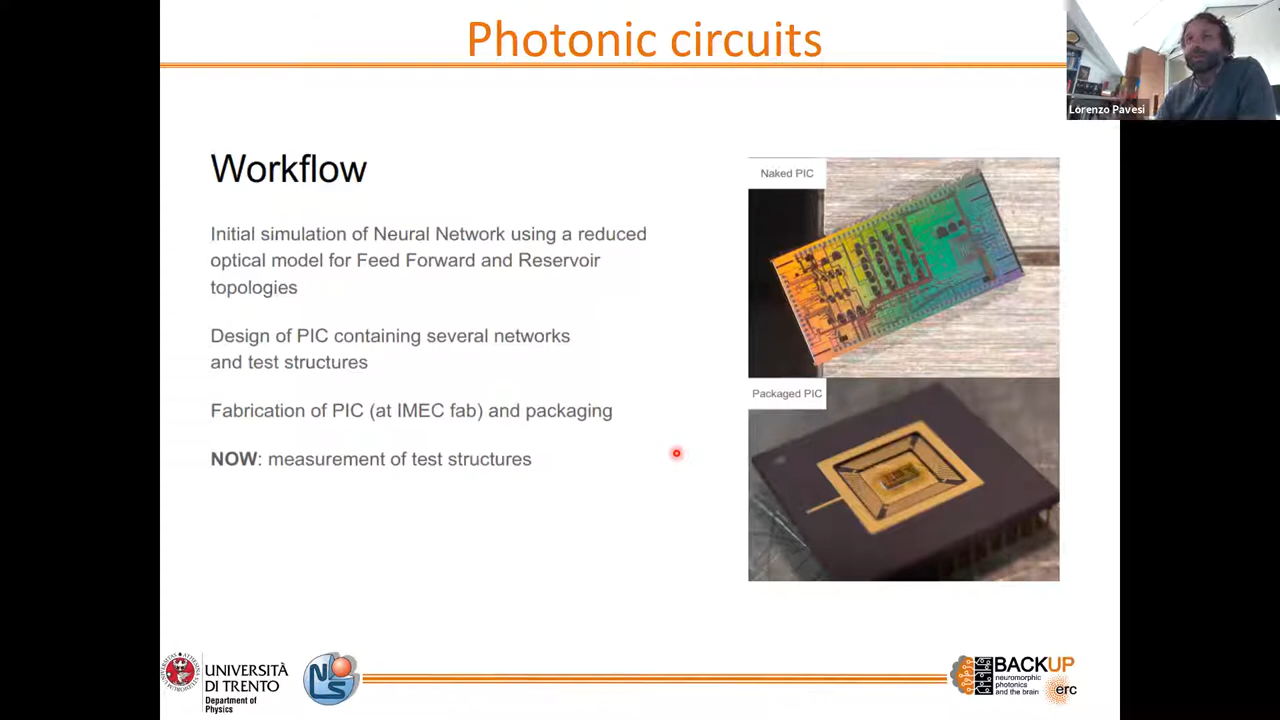 Photonic circuits
Lorenzo Pavesi
Workflow
Naked PIC
Initial simulation of Neural Network using a reduced
optical model for Feed Forward and Reservoir
topologies
Design of PIC containing several networks
and test structures
Packaged PIC
Fabrication of PIC (at IMEC fab) and packaging
NOW: measurement of test structures
UNIVERSITÀ
DI TRENTO
Department of
Physics
NLS
BACKUP
neuromorphic
photonics
and the brain
erc